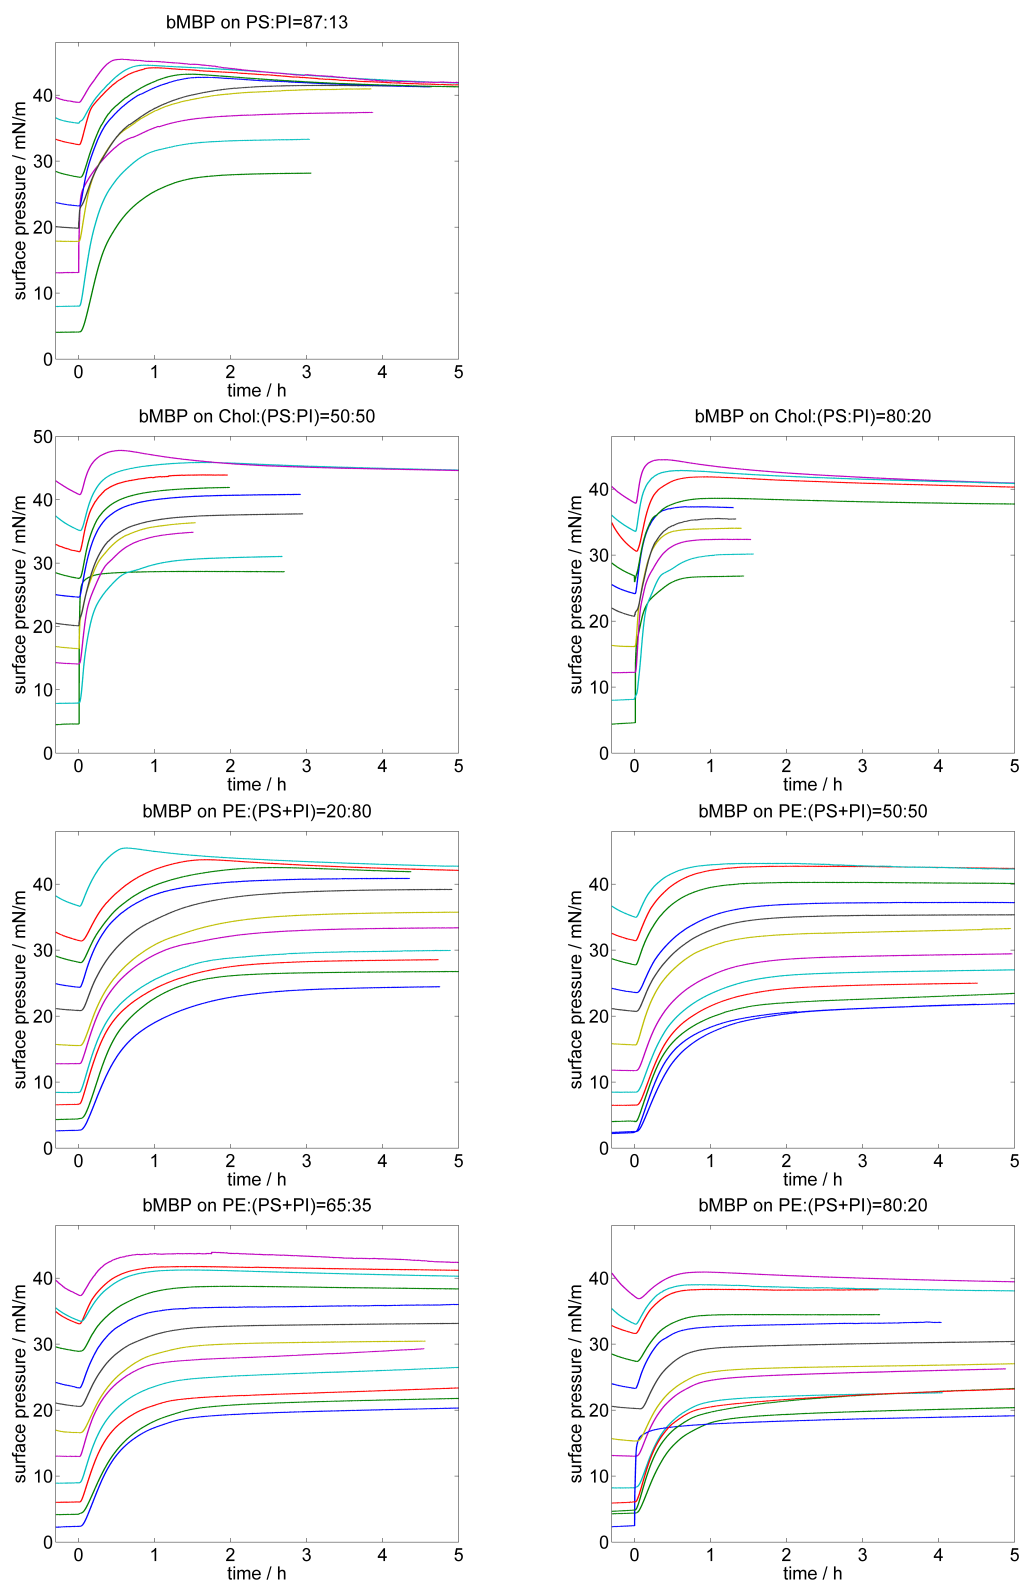 bMBP on PS:PI=87:13
surface pressure / mN/m
40
30
20
10
0
0 1 2 3 4 5
time / h
bMBP on Chol:(PS:PI)=50:50
surface pressure / mN/m
50
40
30
20
10
0
0 1 2 3 4 5
time / h
bMBP on Chol:(PS:PI)=80:20
surface pressure / mN/m
40
30
20
10
0
0 1 2 3 4 5
time / h
bMBP on PE:(PS+PI)=20:80
surface pressure / mN/m
40
30
20
10
0
0 1 2 3 4 5
time / h
bMBP on PE:(PS+PI)=50:50
surface pressure / mN/m
40
30
20
10
0
0 1 2 3 4 5
time / h
bMBP on PE:(PS+PI)=65:35
surface pressure / mN/m
40
30
20
10
0
0 1 2 3 4 5
time / h
bMBP on PE:(PS+PI)=80:20
surface pressure / mN/m
40
30
20
10
0
0 1 2 3 4 5
time / h